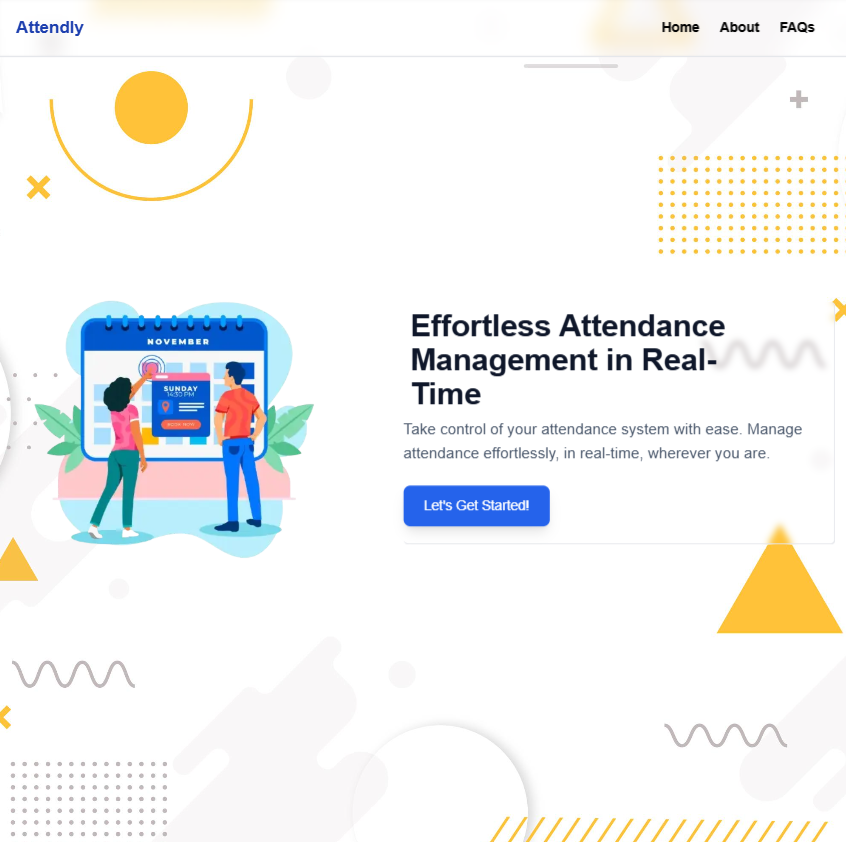 Attendly
Home About FAQs
NOVEMBER
SUNDAY
14:30 PM
BOOK NOW
Effortless Attendance
Management in Real-
Time
Take control of your attendance system with ease. Manage
attendance effortlessly, in real-time, wherever you are.
Let's Get Started!